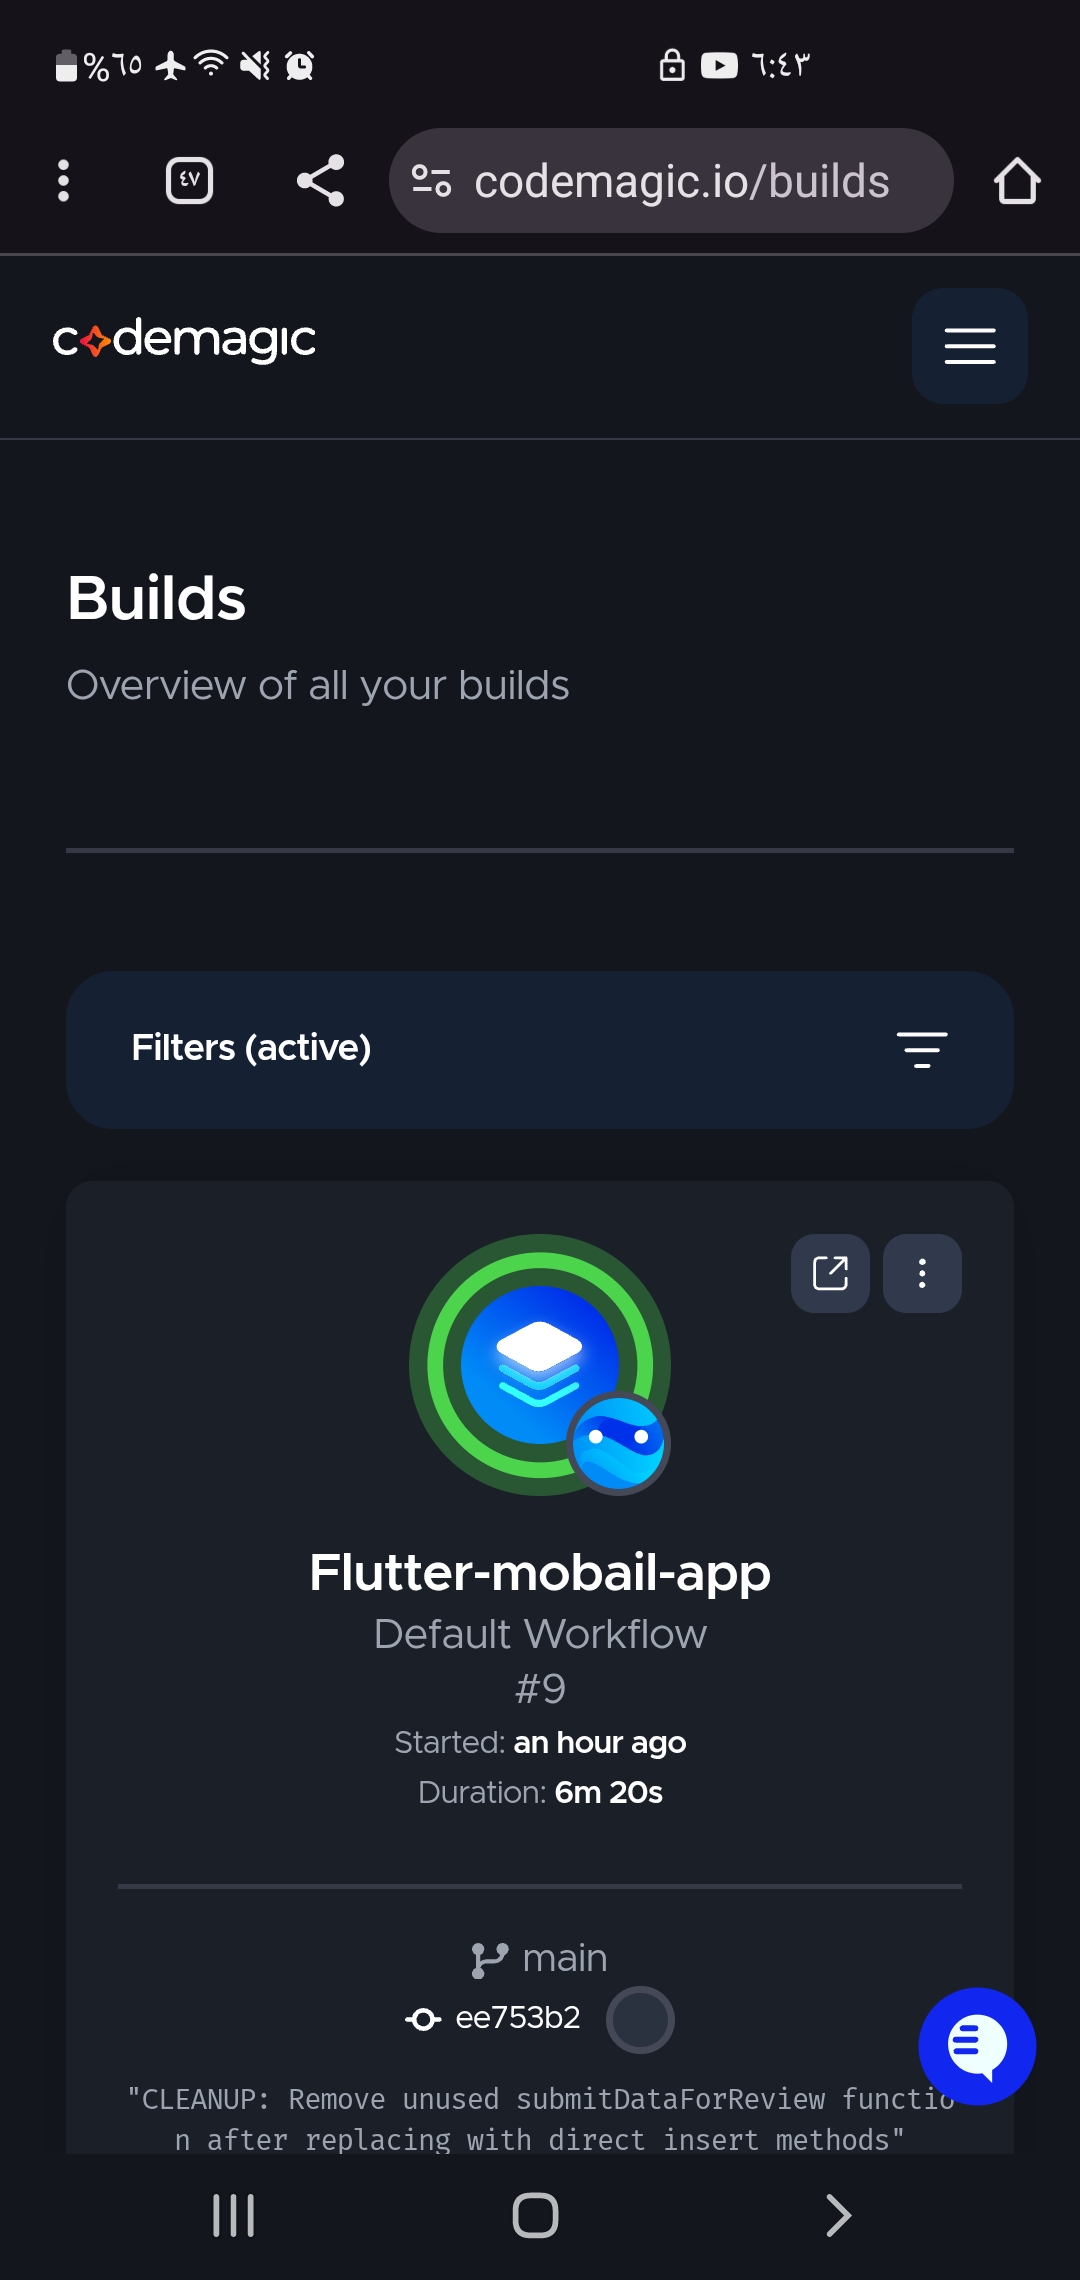 %٦٥
٦:٤٣
٤٧
codemagic.io/builds
codemagic
Builds
Overview of all your builds
Filters (active)
Flutter-mobail-app
Default Workflow
#9
Started: an hour ago
Duration: 6m 20s
main
ee753b2
"CLEANUP: Remove unused submitDataForReview functio
n after replacing with direct insert methods"